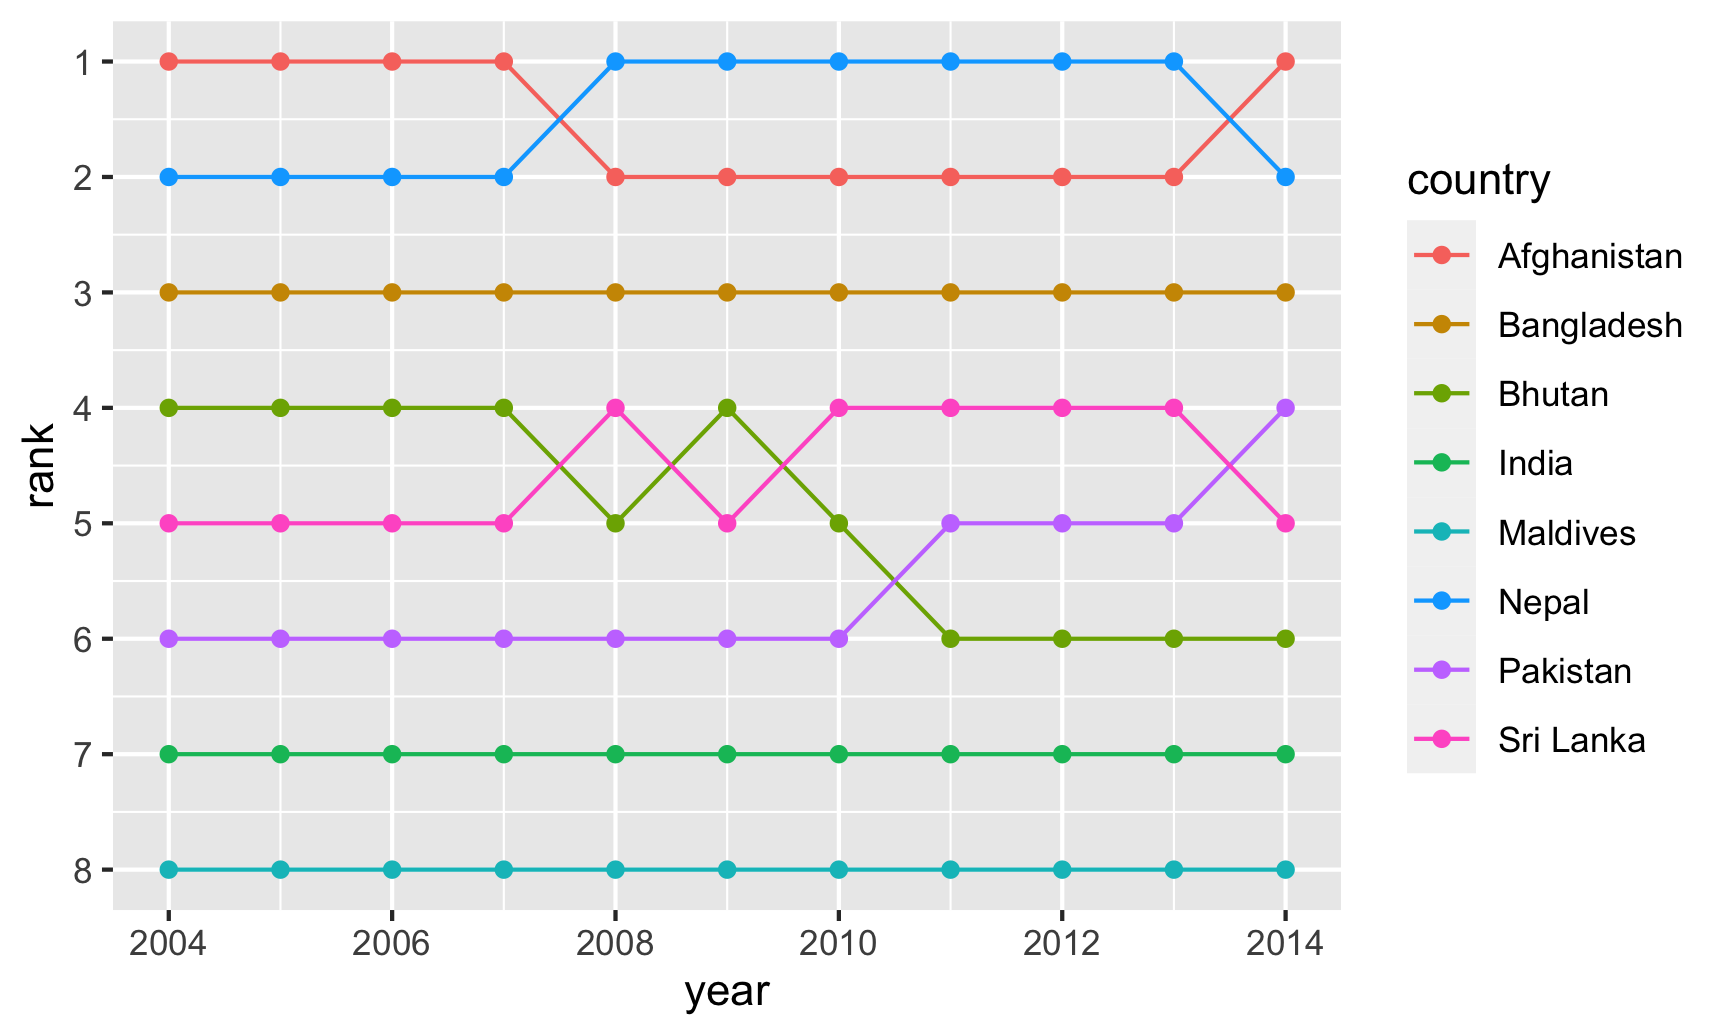 1
2
3
4
5
6
7
8
rank
2004 2006 2008 2010 2012 2014
year
country
Afghanistan
Bangladesh
Bhutan
India
Maldives
Nepal
Pakistan
Sri Lanka